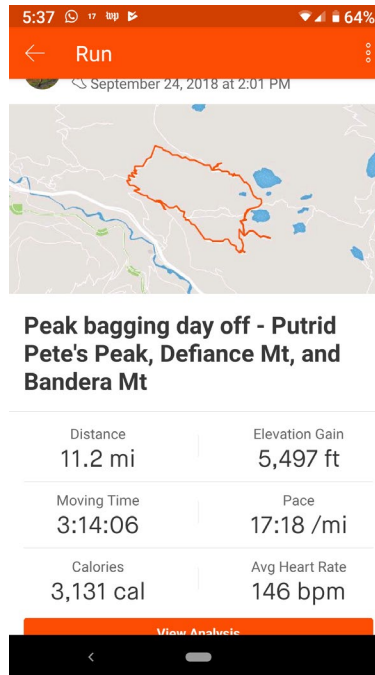 5:37 17 wp 64%
Run
September 24, 2018 at 2:01 PM
Peak bagging day off - Putrid
Pete's Peak, Defiance Mt, and
Bandera Mt
Distance Elevation Gain
11.2 mi 5,497 ft
Moving Time Pace
3:14:06 17:18 /mi
Calories Avg Heart Rate
3,131 cal 146 bpm
View Analysis